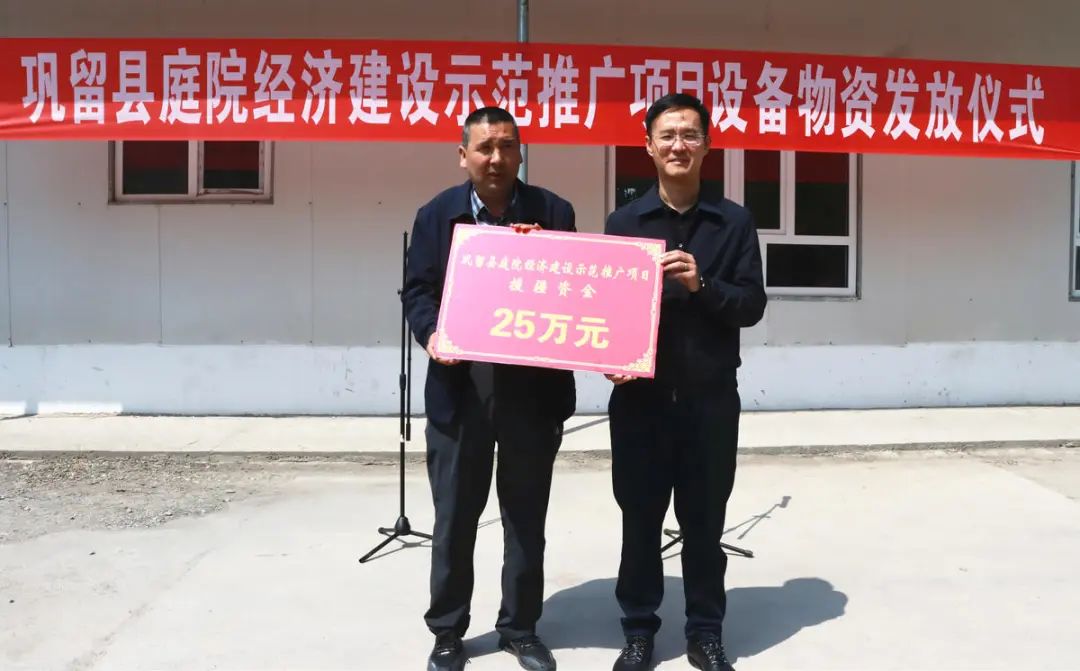 巩留县庭院经济建设示范推广项目设备物资发放仪式
巩留县庭院经济建设示范推广项目
援疆资金
25万元